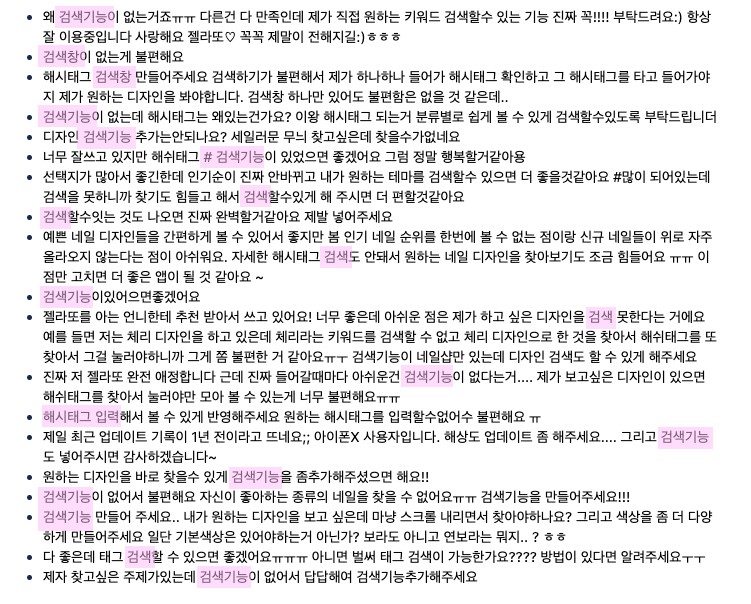 왜 검색기능이 없는거죠ㅠㅠ 다른건 다 만족인데 제가 직접 원하는 키워드 검색할수 있는 기능 진짜 꼭!!!! 부탁드려요:) 항상
잘 이용중입니다 사랑해요 젤라또♡ 꼭꼭 제말이 전해지길:)ㅎㅎㅎ
검색창이 없는게 불편해요
해시태그 검색창 만들어주세요 검색하기가 불편해서 제가 하나하나 들어가 해시태그 확인하고 그 해시태그를 타고 들어가야
지 제가 원하는 디자인을 봐야합니다. 검색창 하나만 있어도 불편함은 없을 것 같은데..
검색기능이 없는데 해시태그는 왜있는건가요? 이왕 해시태그 되는거 분류별로 쉽게 볼 수 있게 검색할수있도록 부탁드립니더
디자인 검색기능 추가는안되나요? 세일러문 무늬 찾고싶은데 찾을수가없네요
너무 잘쓰고 있지만 해쉬태그 # 검색기능이 있었으면 좋겠어요 그럼 정말 행복할거같아용
선택지가 많아서 좋긴한데 인기순이 진짜 안바뀌고 내가 원하는 테마를 검색할수 있으면 더 좋을것같아요 #많이 되어있는데
검색을 못하니까 찾기도 힘들고 해서 검색할수있게 해 주시면 더 편할것같아요
검색할수잇는 것도 나오면 진짜 완벽할거같아요 제발 넣어주세요
예쁜 네일 디자인들을 간편하게 볼 수 있어서 좋지만 봄 인기 네일 순위를 한번에 볼 수 없는 점이랑 신규 네일들이 위로 자주
올라오지 않는다는 점이 아쉬워요. 자세한 해시태그 검색도 안돼서 원하는 네일 디자인을 찾아보기도 조금 힘들어요 ㅠㅠ 이
점만 고치면 더 좋은 앱이 될 것 같아요 ~
검색기능이있어으면좋겠어요
젤라또를 아는 언니한테 추천 받아서 쓰고 있어요! 너무 좋은데 아쉬운 점은 제가 하고 싶은 디자인을 검색 못한다는 거에요
예를 들면 저는 체리 디자인을 하고 있은데 체리라는 키워드를 검색할 수 없고 체리 디자인으로 한 것을 찾아서 해쉬태그를 또
찾아서 그걸 눌러야하니까 그게 쫌 불편한 거 같아요ㅠㅜ 검색기능이 네일샵만 있는데 디자인 검색도 할 수 있게 해주세요
진짜 저 젤라또 완전 애정합니다 근데 진짜 들어갈때마다 아쉬운건 검색기능이 없다는거.... 제가 보고싶은 디자인이 있으면
해쉬태그를 찾아서 눌러야만 모아 볼 수 있는게 너무 불편해요ㅠㅠ
해시태그 입력해서 볼 수 있게 반영해주세요 원하는 해시태그를 입력할수없어수 불편해요 ㅠ
제일 최근 업데이트 기록이 1년 전이라고 뜨네요;; 아이폰X 사용자입니다. 해상도 업데이트 좀 해주세요.... 그리고 검색기능
도 넣어주시면 감사하겠습니다~
원하는 디자인을 바로 찾을수 있게 검색기능을 좀추가해주셨으면 해요!!
검색기능이 없어서 불편해요 자신이 좋아하는 종류의 네일을 찾을 수 없어요ㅠㅠ 검색기능을 만들어주세요!!!
검색기능 만들어 주세요.. 내가 원하는 디자인을 보고 싶은데 마냥 스크롤 내리면서 찾아야하나요? 그리고 색상을 좀 더 다양
하게 만들어주세요 일단 기본색상은 있어야하는거 아닌가? 보라도 아니고 연보라는 뭐지.. ? ㅎㅎ
다 좋은데 태그 검색할 수 있으면 좋겠어요ㅠㅠㅠ 아니면 벌써 태그 검색이 가능한가요???? 방법이 있다면 알려주세요ㅜㅜ
제자 찾고싶은 주제가있는데 검색기능이 없어서 답답해여 검색기능추가해주세요